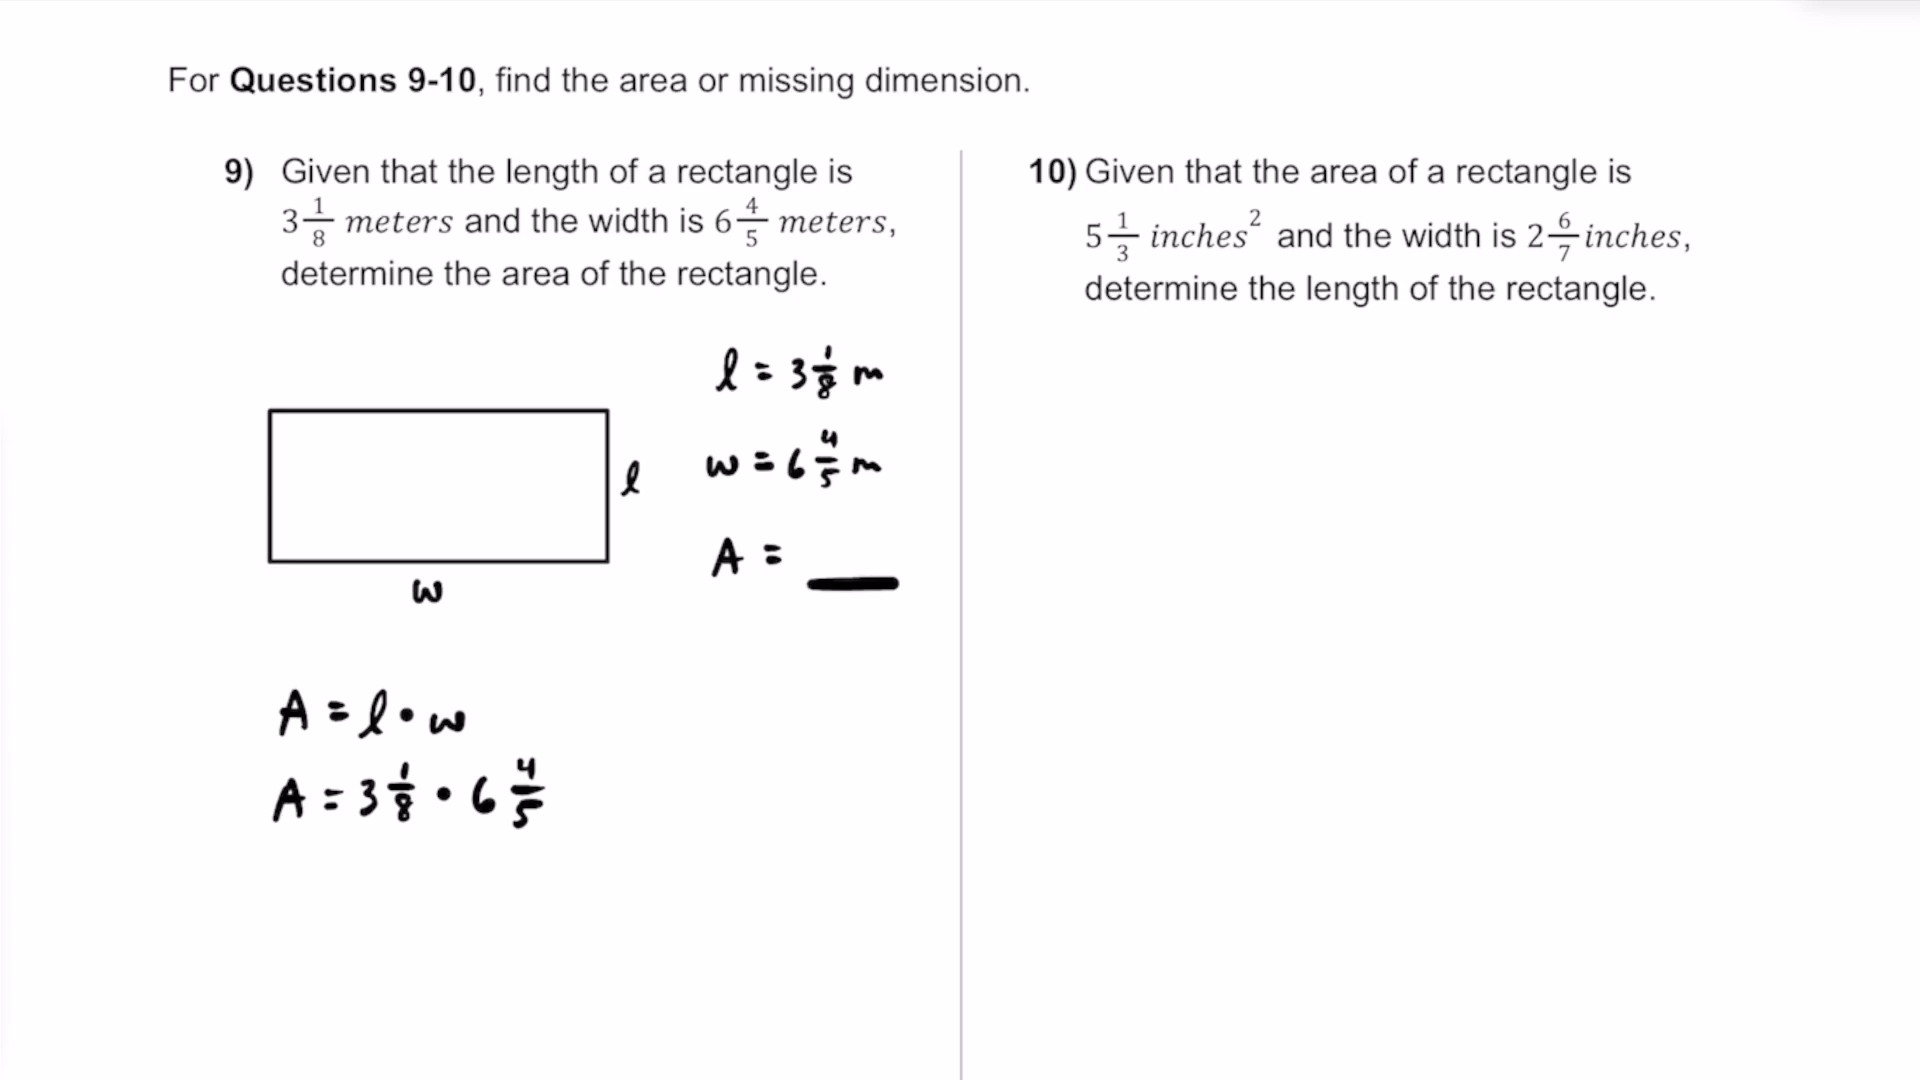 For Questions 9-10, find the area or missing dimension.
9) Given that the length of a rectangle is
3 1/8 meters and the width is 6 4/5 meters,
determine the area of the rectangle.
l = 3 1/8 m
w = 6 4/5 m
A = __
l
w
A = l • w
A = 3 1/8 • 6 4/5
10) Given that the area of a rectangle is
5 1/3 inches² and the width is 2 6/7 inches,
determine the length of the rectangle.